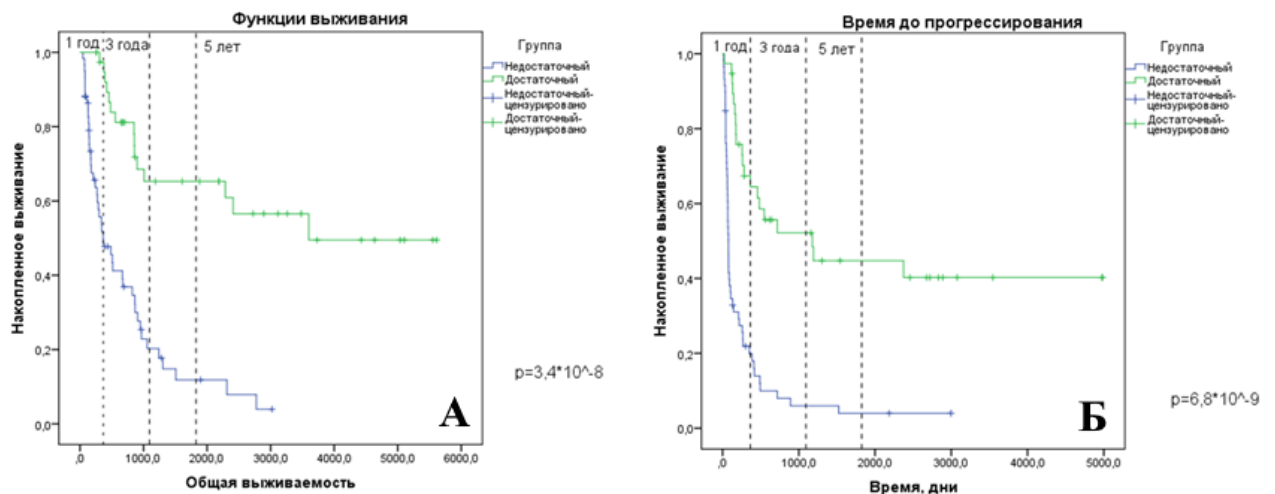 Функции выживания
1 год
3 года
5 лет
Группа
Недостаточный
Достаточный
Недостаточный-
цензурировано
Достаточный-
цензурировано
Накопленное выживание
1,0
0,8
0,6
0,4
0,2
0,0
,0
1000,0
2000,0
3000,0
4000,0
5000,0
6000,0
Общая выживаемость
p=3,4*10^-8
А
Время до прогрессирования
1 год
3 года
5 лет
Группа
Недостаточный
Достаточный
Недостаточный-
цензурировано
Достаточный-
цензурировано
Накопленное выживание
1,0
0,8
0,6
0,4
0,2
0,0
,0
1000,0
2000,0
3000,0
4000,0
5000,0
Время, дни
p=6,8*10^-9
Б